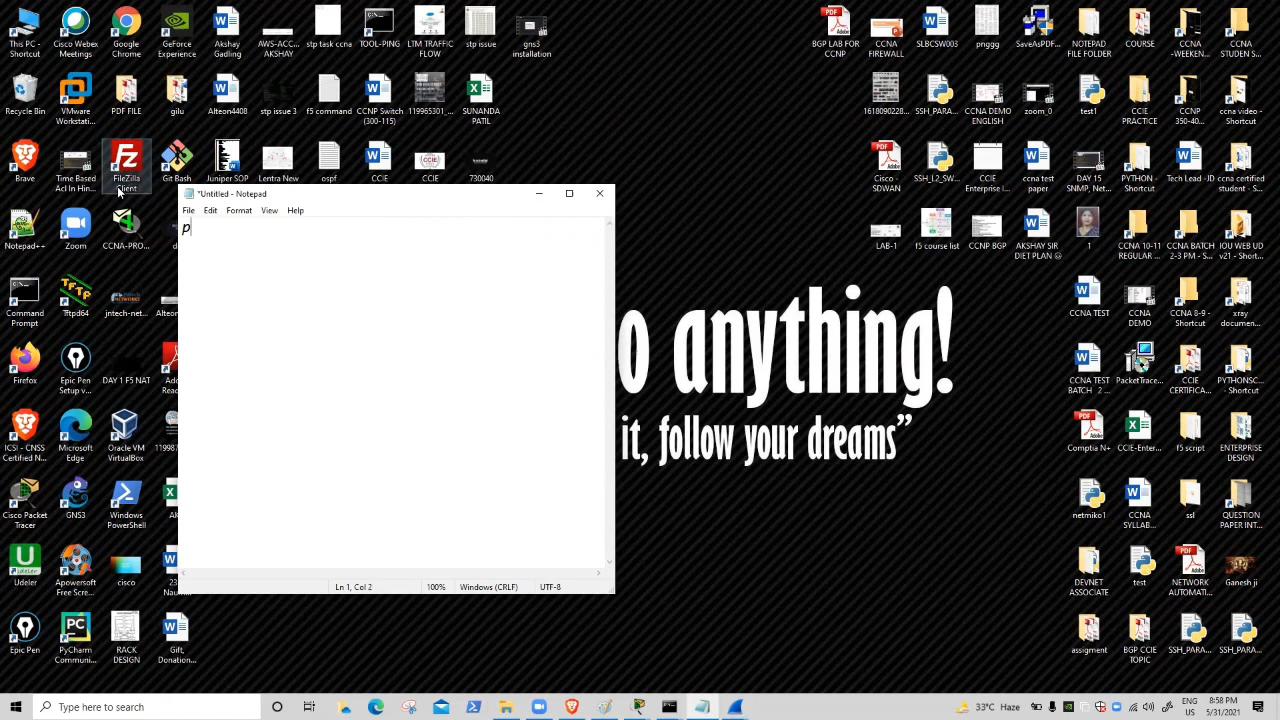 This PC - Shortcut
Cisco Webex Meetings
Google Chrome
GeForce Experience
Akshay Gadling
AWS-ACC... AKSHAY
stp task ccna
TOOL-PING
LTM TRAFFIC FLOW
stp issue
gns3 installation
BGP LAB FOR CCNP
CCNA FIREWALL
SLBCSW003
pnggg
SaveAsPDF...
NOTEPAD FILE FOLDER
COURSE
CCNA -WEEKEN...
CCNA STUDEN S...
Recycle Bin
VMware Workstati...
PDF FILE
gilu
Alteon4408
stp issue 3
f5 command
CCNP Switch (300-115)
119965301_...
SUNANDA PATIL
1618090228...
SSH_PARA...
CCNA DEMO ENGLISH
zoom_0
test1
CCIE PRACTICE
CCNP 350-40...
ccna video - Shortcut
Brave
Time Based Acl In Hin...
FileZilla Client
Git Bash
Juniper SOP
Lentra New
ospf
CCIE
CCIE
730040
Cisco - SDWAN
SSH_L2_SW...
CCIE Enterprise I...
ccna test paper
DAY 15 SNMP, Net...
PYTHON - Shortcut
Tech Lead -JD
ccna certified student - S...
*Untitled - Notepad
File Edit Format View Help
p
Notepad++
Zoom
CCNA-PRO...
LAB-1
f5 course list
CCNP BGP
AKSHAY SIR DIET PLAN ☺
1
CCNA 10-11 REGULAR ...
CCNA BATCH 2-3 PM - S...
IOU WEB UD v21 - Short...
Command Prompt
Tftpd64
jntech-net...
Alteon
CCNA TEST
CCNA DEMO
CCNA 8-9 - Shortcut
xray documen...
o anything!
it, follow your dreams”
Firefox
Epic Pen Setup v...
DAY 1 F5 NAT
CCNA TEST BATCH 2 ...
PacketTrace...
CCIE CERTIFICA...
PYTHONSC... - Shortcut
ICSI - CNSS Certified N...
Microsoft Edge
Oracle VM VirtualBox
Comptia N+
CCIE-Enter...
f5 script
ENTERPRISE DESIGN
Cisco Packet Tracer
GNS3
Windows PowerShell
netmiko1
CCNA SYLLAB...
ssl
QUESTION PAPER INT...
Udeler
Apowersoft Free Scre...
cisco
DEVNET ASSOCIATE
test
NETWORK AUTOMATI...
Ganesh ji
Ln 1, Col 2 100% Windows (CRLF) UTF-8
Epic Pen
PyCharm Communi...
RACK DESIGN
Gift, Donation...
assigment
BGP CCIE TOPIC
SSH_PARA...
SSH_PARA...
Type here to search
33°C Haze
ENG
US
8:58 PM
5/31/2021